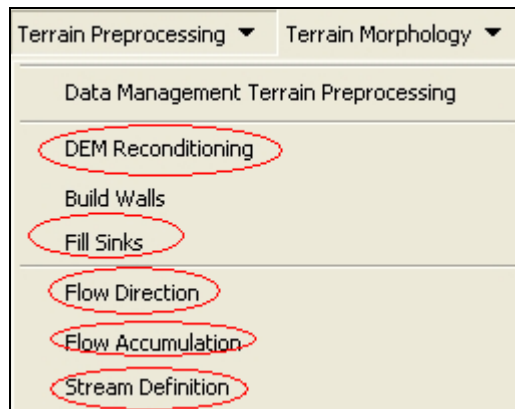 Terrain Preprocessing ▼ Terrain Morphology ▼
Data Management Terrain Preprocessing
DEM Reconditioning
Build Walls
Fill Sinks
Flow Direction
Flow Accumulation
Stream Definition